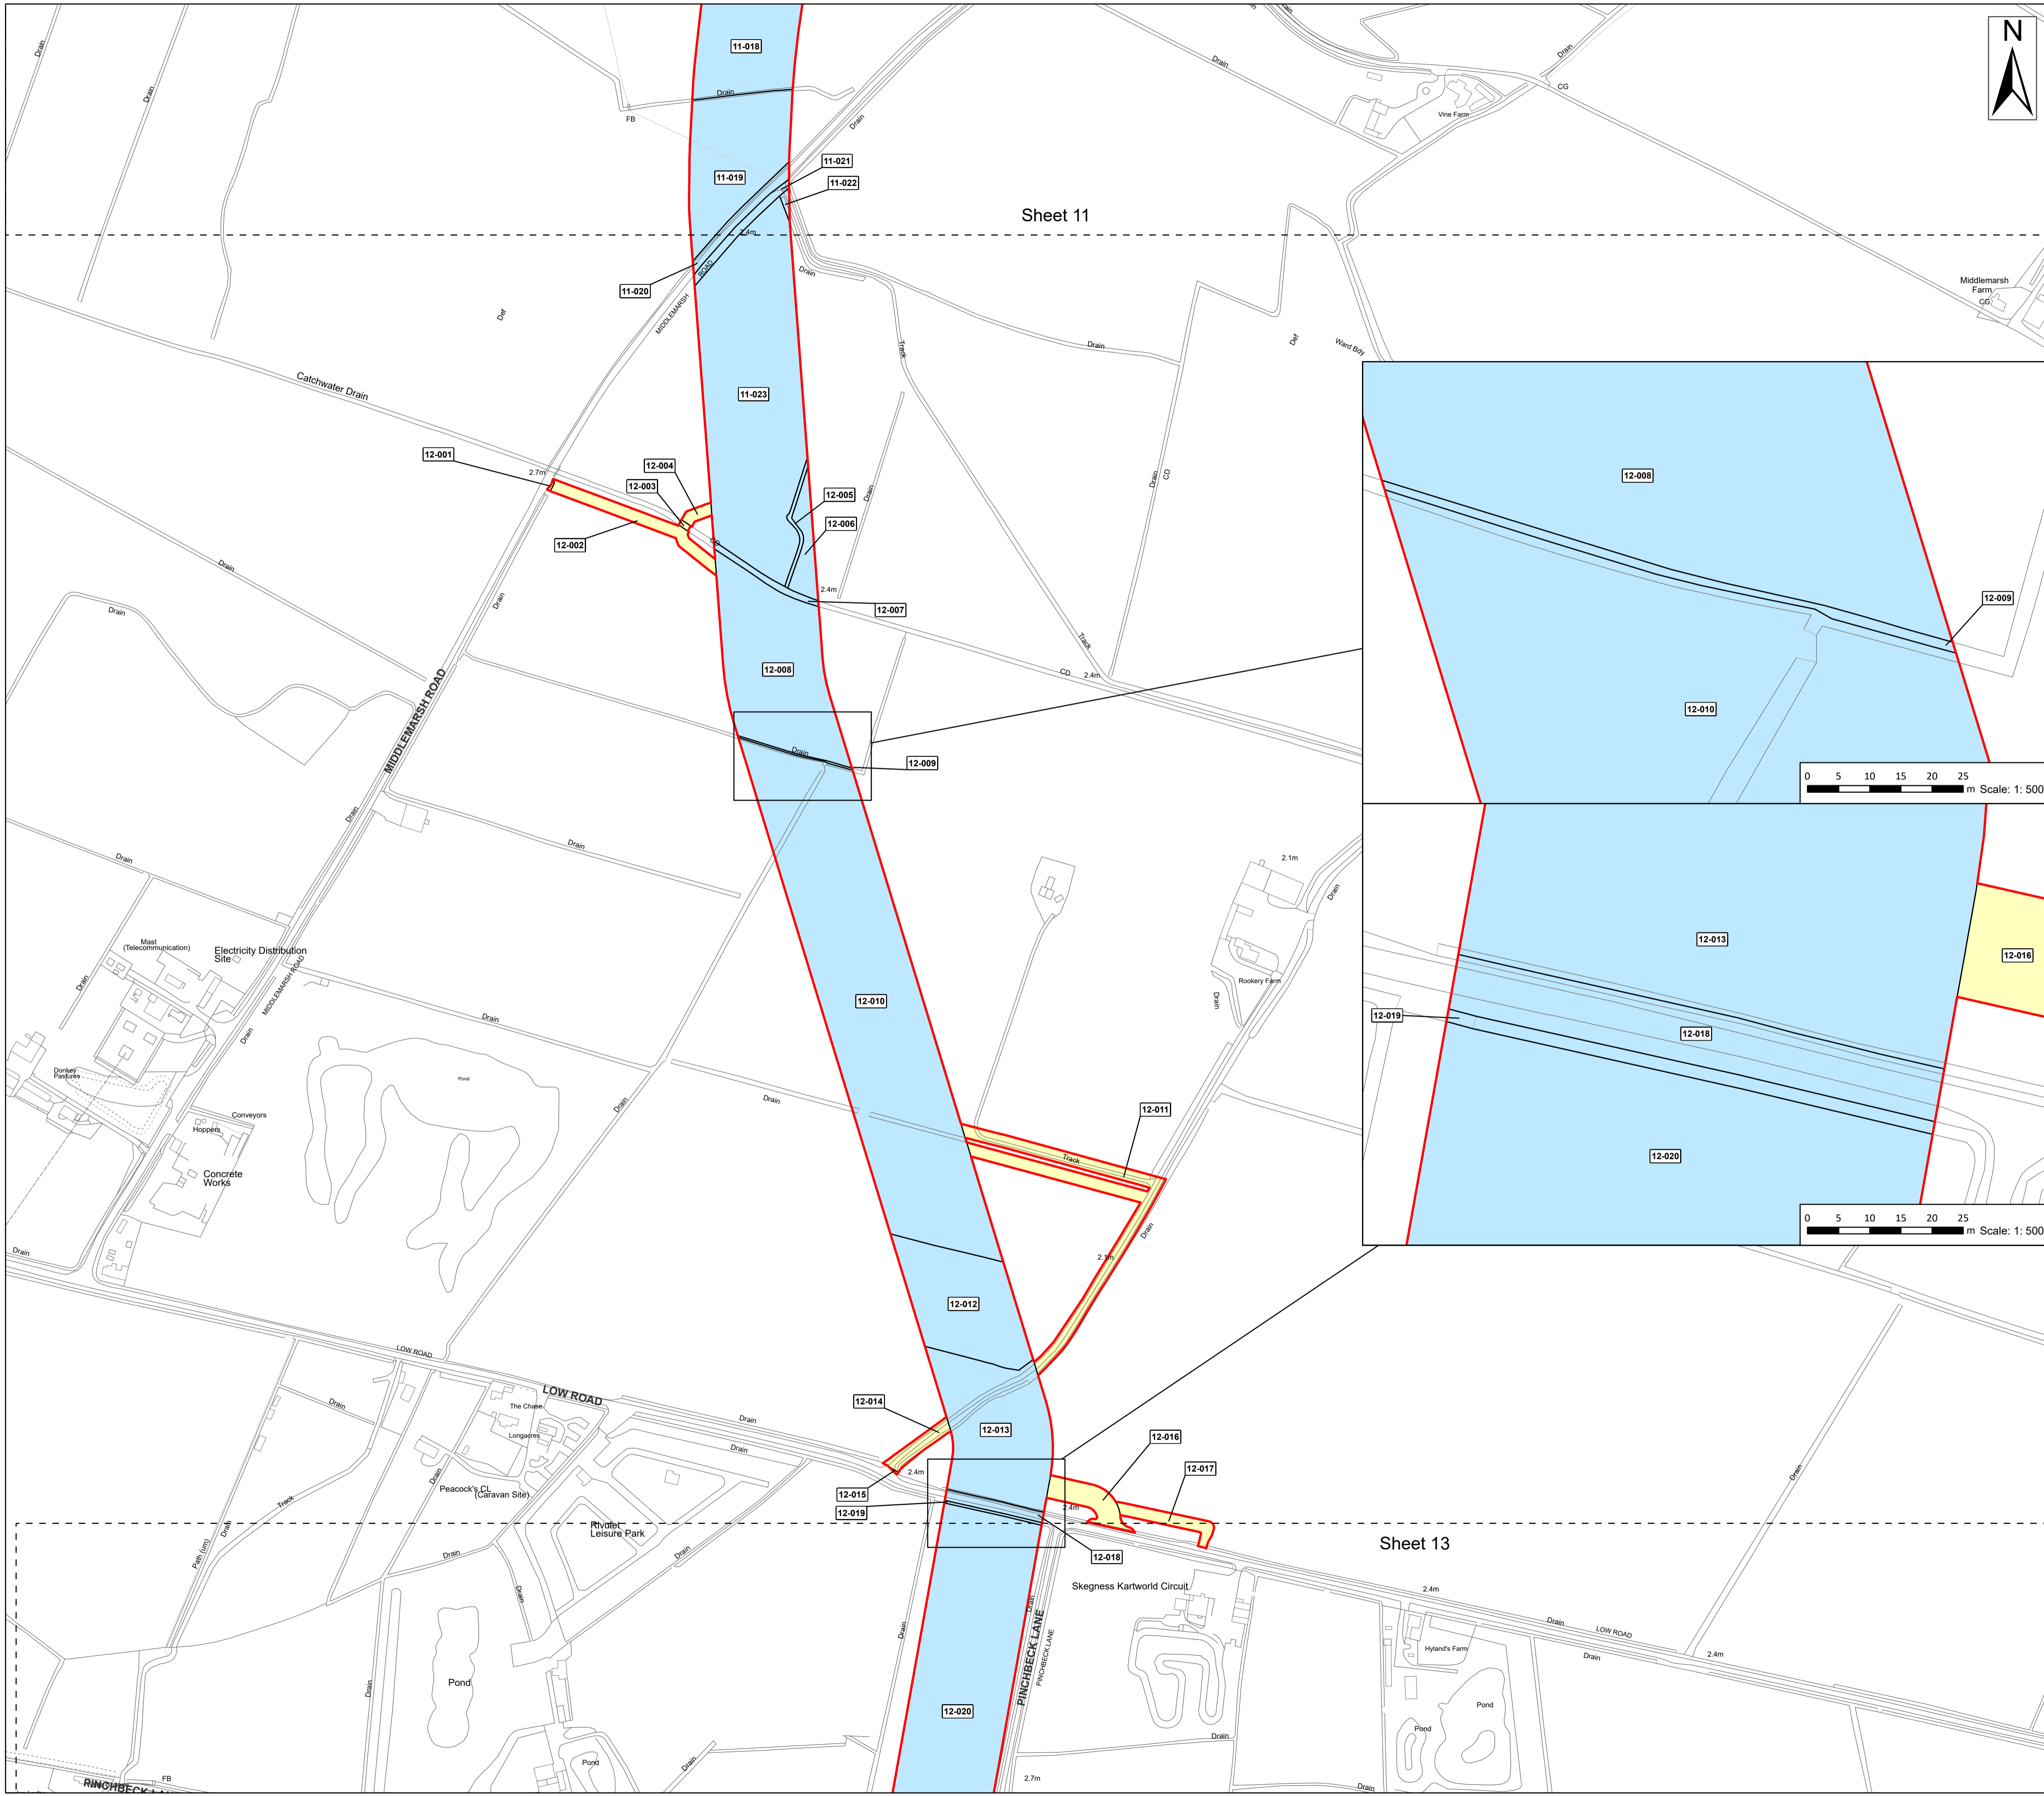 11-018
N
Drain
Drain
Drain
Drain
Drain
Drain
CG
Vine Farm
FB
Drain
11-021
11-019
11-022
Sheet 11
2.4m
ROAD
Drain
11-020
MIDDLEMARSH
Middlemarsh
Farm
CG
Def
Def
Track
Drain
Ward Bdy
Catchwater Drain
11-023
12-001
2.7m
12-004
12-003
12-005
Drain
Drain
CD
12-006
12-002
CD
Drain
2.4m
12-007
Drain
Drain
Track
MIDDLEMARSH ROAD
12-008
CD
2.4m
Drain
12-009
12-008
12-009
12-010
0 5 10 15 20 25
m Scale: 1: 500
Drain
Drain
Drain
2.1m
Drain
Mast
(Telecommunication)
Electricity Distribution
Site
MIDDLEMARSH ROAD
Drain
Drain
Rookery Farm
Drain
12-010
Drain
Donkey
Pastures
Pond
Drain
Drain
Conveyors
Hoppers
Concrete
Works
12-011
Track
Drain
2.1m
12-013
12-016
12-019
12-018
12-020
0 5 10 15 20 25
m Scale: 1: 500
Drain
12-012
LOW ROAD
LOW ROAD
The Chase
Longacres
Drain
Drain
Drain
12-014
12-013
12-016
12-017
2.4m
12-015
12-019
2.4m
Drain
Peacock's CL
(Caravan Site)
Track
Drain
Path (um)
Rivulet
Leisure Park
Drain
Drain
Drain
12-018
Sheet 13
Drain
Skegness Kartworld Circuit
2.4m
Drain
LOW ROAD
Drain
2.4m
Hyland's Farm
Drain
Drain
PINCHBECK LANE
PINCHBECK LANE
Drain
Pond
12-020
Pond
Pond
Drain
Drain
Pond
2.7m
Drain
FB